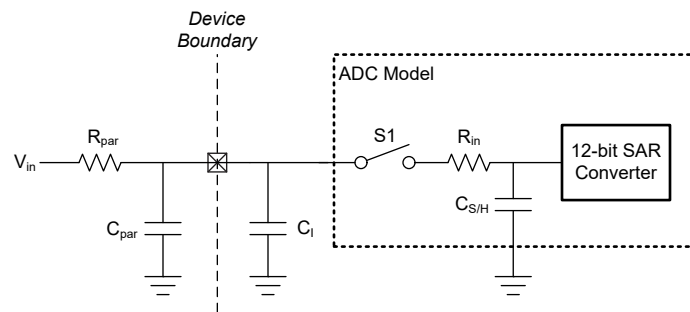 Device
Boundary
ADC Model
R_par
S1
R_in
V_in
12-bit SAR
Converter
C_par
C_I
C_S/H